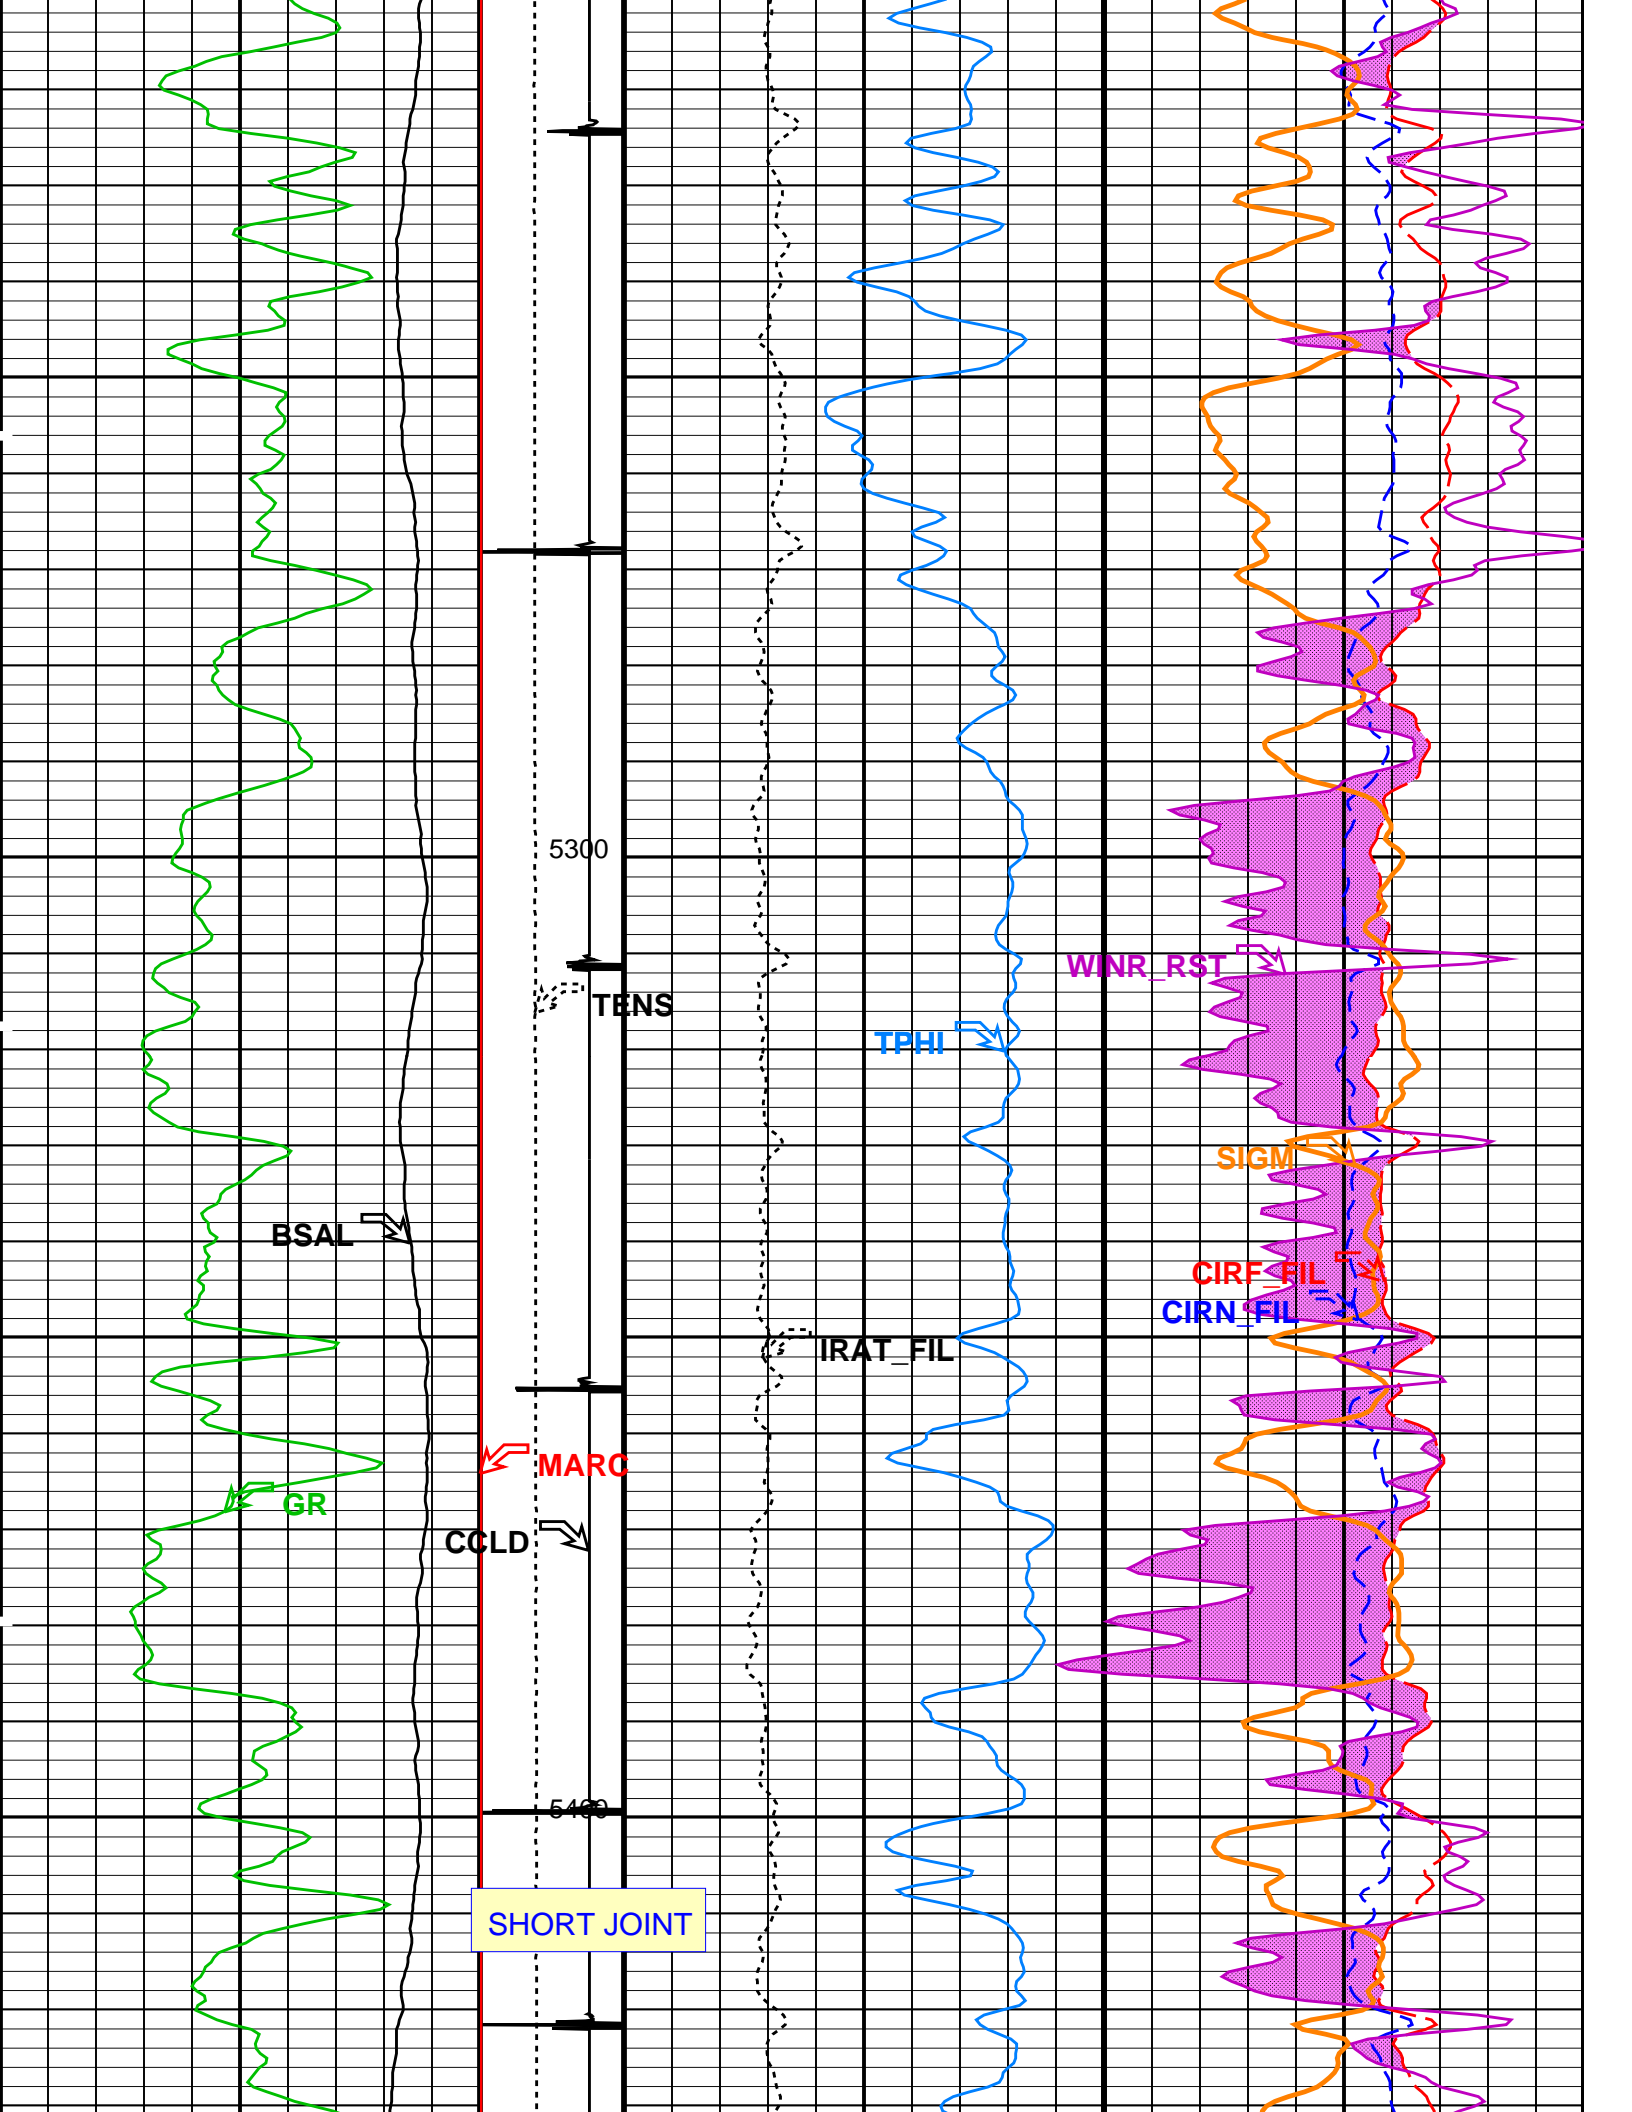 5300
WINR_RST
TENS
TPHI
SIGM
BSAL
CIRF_FIL
CIRN_FIL
IRAT_FIL
MARC
GR
CCLD
5400
SHORT JOINT